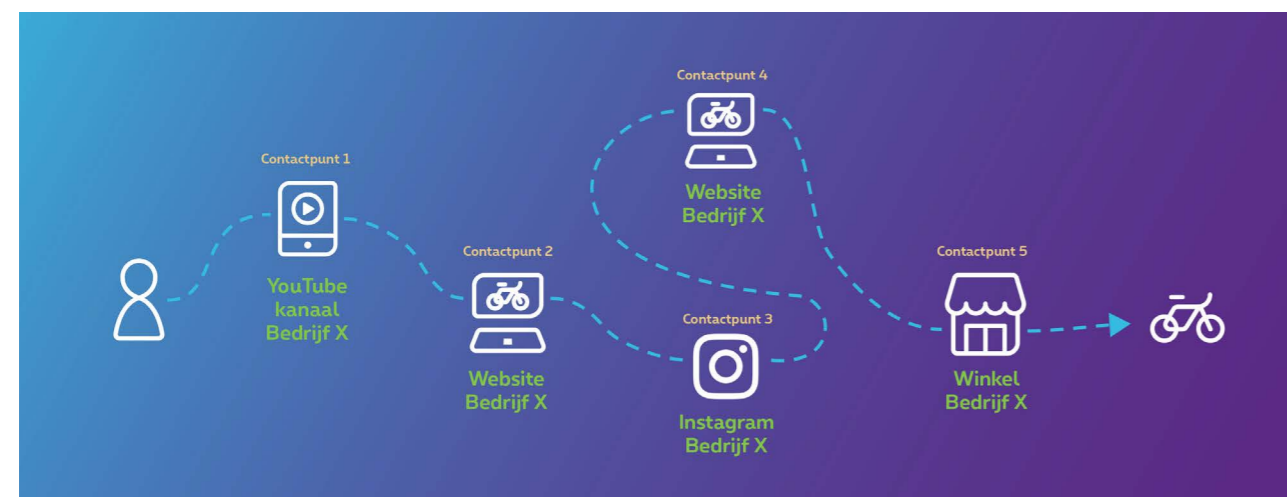 Contactpunt 1
YouTube
kanaal
Bedrijf X
Contactpunt 2
Website
Bedrijf X
Contactpunt 3
Instagram
Bedrijf X
Contactpunt 4
Website
Bedrijf X
Contactpunt 5
Winkel
Bedrijf X